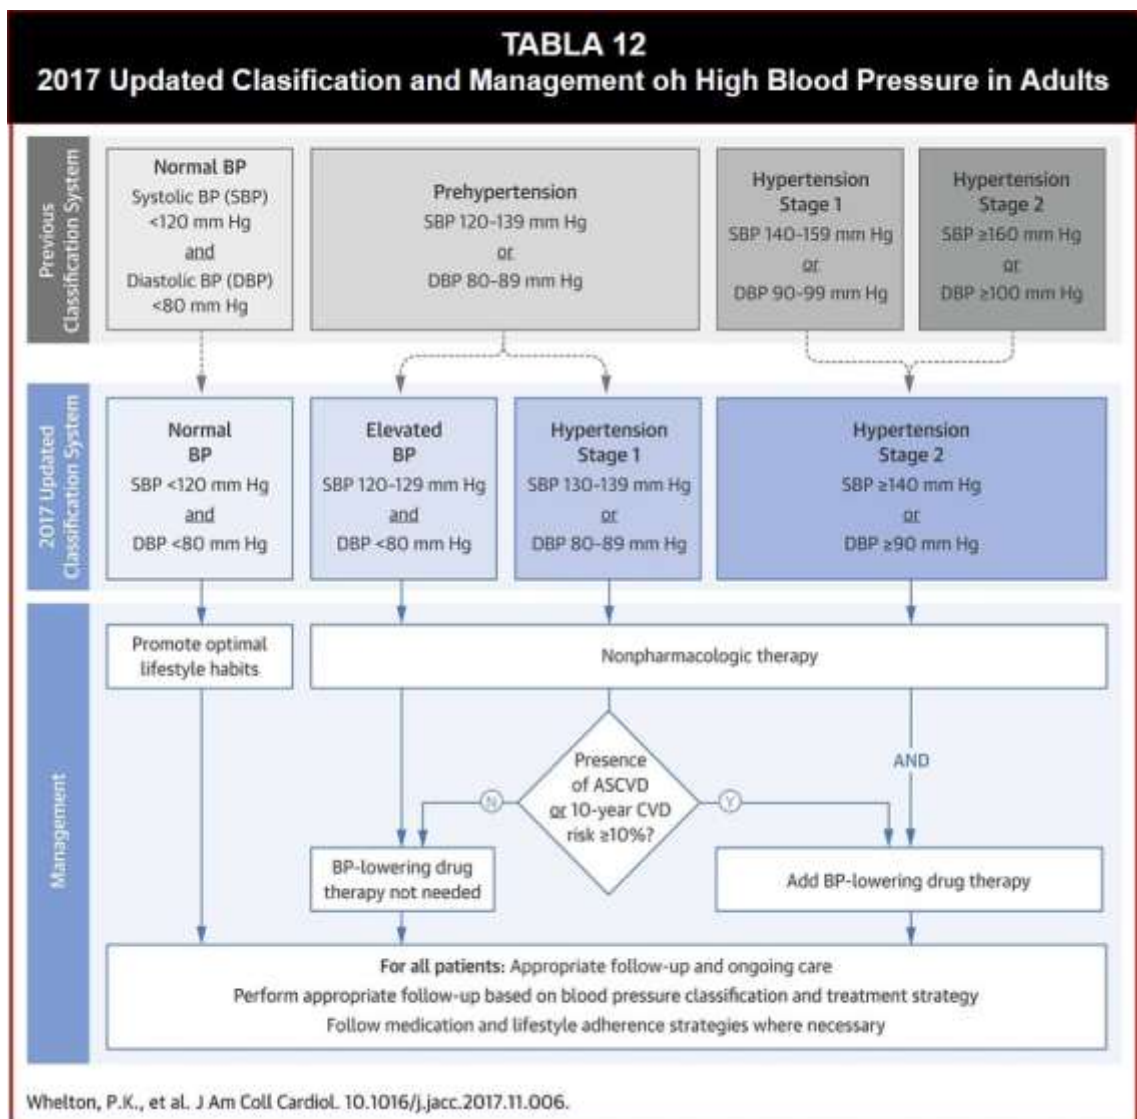 TABLA 12
2017 Updated Clasification and Management oh High Blood Pressure in Adults
Previous
Classification System
Normal BP
Systolic BP (SBP)
<120 mm Hg
and
Diastolic BP (DBP)
<80 mm Hg
Prehypertension
SBP 120-139 mm Hg
or
DBP 80-89 mm Hg
Hypertension
Stage 1
SBP 140-159 mm Hg
or
DBP 90-99 mm Hg
Hypertension
Stage 2
SBP ≥160 mm Hg
or
DBP ≥100 mm Hg
2017 Updated
Classification System
Normal
BP
SBP <120 mm Hg
and
DBP <80 mm Hg
Elevated
BP
SBP 120-129 mm Hg
and
DBP <80 mm Hg
Hypertension
Stage 1
SBP 130-139 mm Hg
or
DBP 80-89 mm Hg
Hypertension
Stage 2
SBP ≥140 mm Hg
or
DBP ≥90 mm Hg
Management
Promote optimal
lifestyle habits
Nonpharmacologic therapy
Presence
of ASCVD
or 10-year CVD
risk ≥10%?
N
Y
AND
BP-lowering drug
therapy not needed
Add BP-lowering drug therapy
For all patients: Appropriate follow-up and ongoing care
Perform appropriate follow-up based on blood pressure classification and treatment strategy
Follow medication and lifestyle adherence strategies where necessary
Whelton, P.K., et al. J Am Coll Cardiol. 10.1016/j.jacc.2017.11.006.